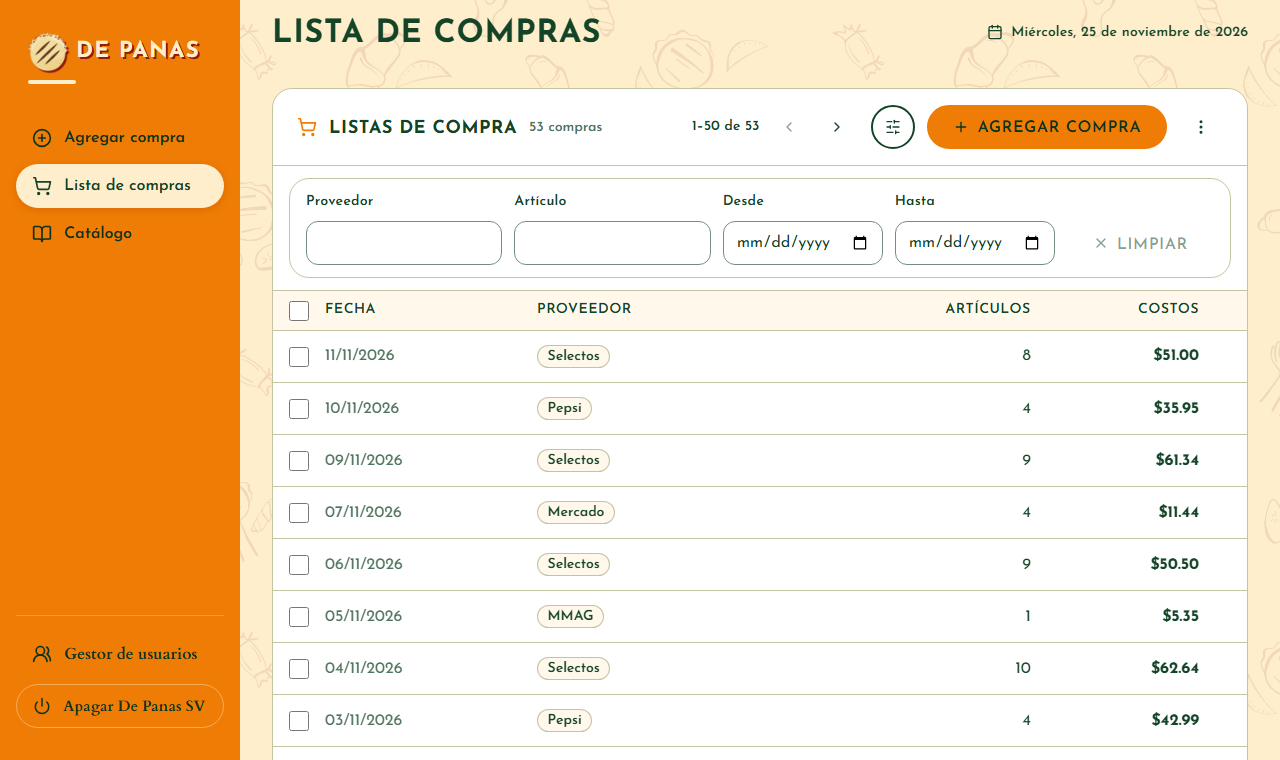 DE PANAS
Agregar compra
Lista de compras
Catálogo
Gestor de usuarios
Apagar De Panas SV
LISTA DE COMPRAS
Miércoles, 25 de noviembre de 2026
LISTAS DE COMPRA 53 compras 1–50 de 53 AGREGAR COMPRA
Proveedor Artículo Desde Hasta
mm/dd/yyyy mm/dd/yyyy LIMPIAR
FECHA PROVEEDOR ARTÍCULOS COSTOS
11/11/2026 Selectos 8 $51.00
10/11/2026 Pepsi 4 $35.95
09/11/2026 Selectos 9 $61.34
07/11/2026 Mercado 4 $11.44
06/11/2026 Selectos 9 $50.50
05/11/2026 MMAG 1 $5.35
04/11/2026 Selectos 10 $62.64
03/11/2026 Pepsi 4 $42.99